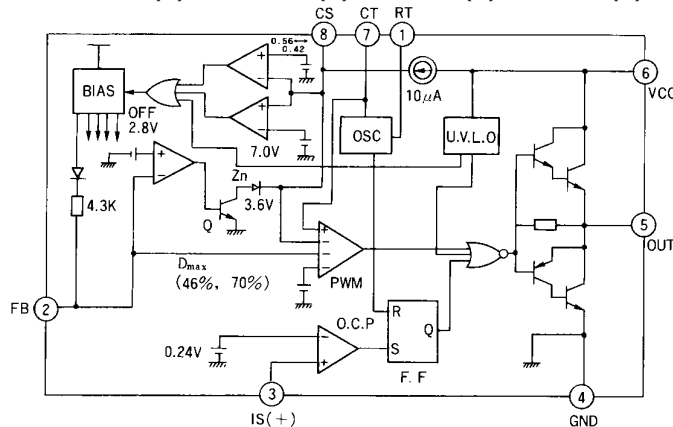 CS CT RT
8 7 1
0.56↔
0.42
10μA
6
VCC
BIAS
OFF
2.8V
7.0V
OSC
U.V.L.O
4.3K
Zn
3.6V
Q
5
OUT
Dmax
(46%, 70%)
PWM
FB 2
O.C.P
R
Q
S
0.24V
F. F
3
IS(+)
4
GND